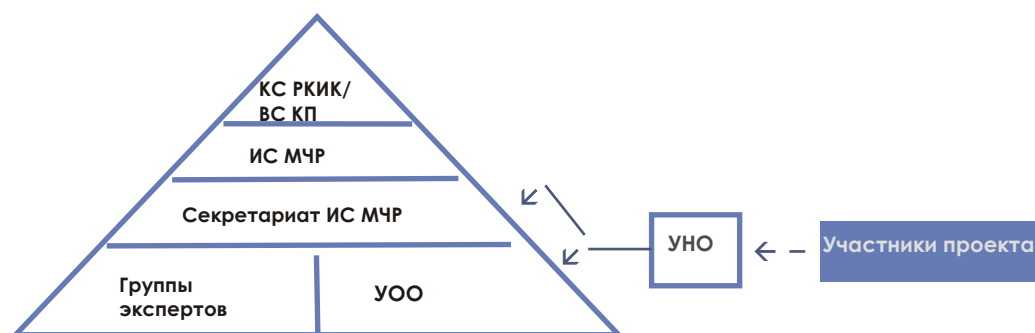 КС РКИК/
ВС КП
ИС МЧР
Секретариат ИС МЧР
Группы
экспертов
УОО
УНО
Участники проекта